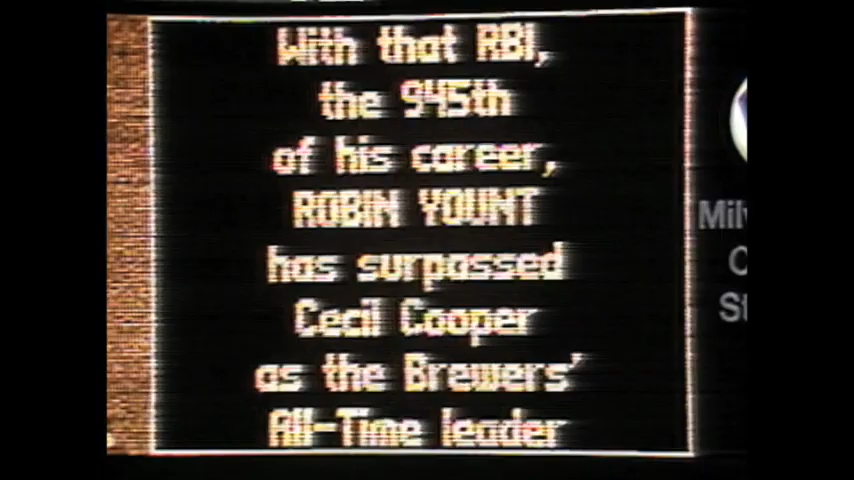 With that RBI,
the 945th
of his career,
ROBIN YOUNT
has surpassed
Cecil Cooper
as the Brewers'
All-Time leader